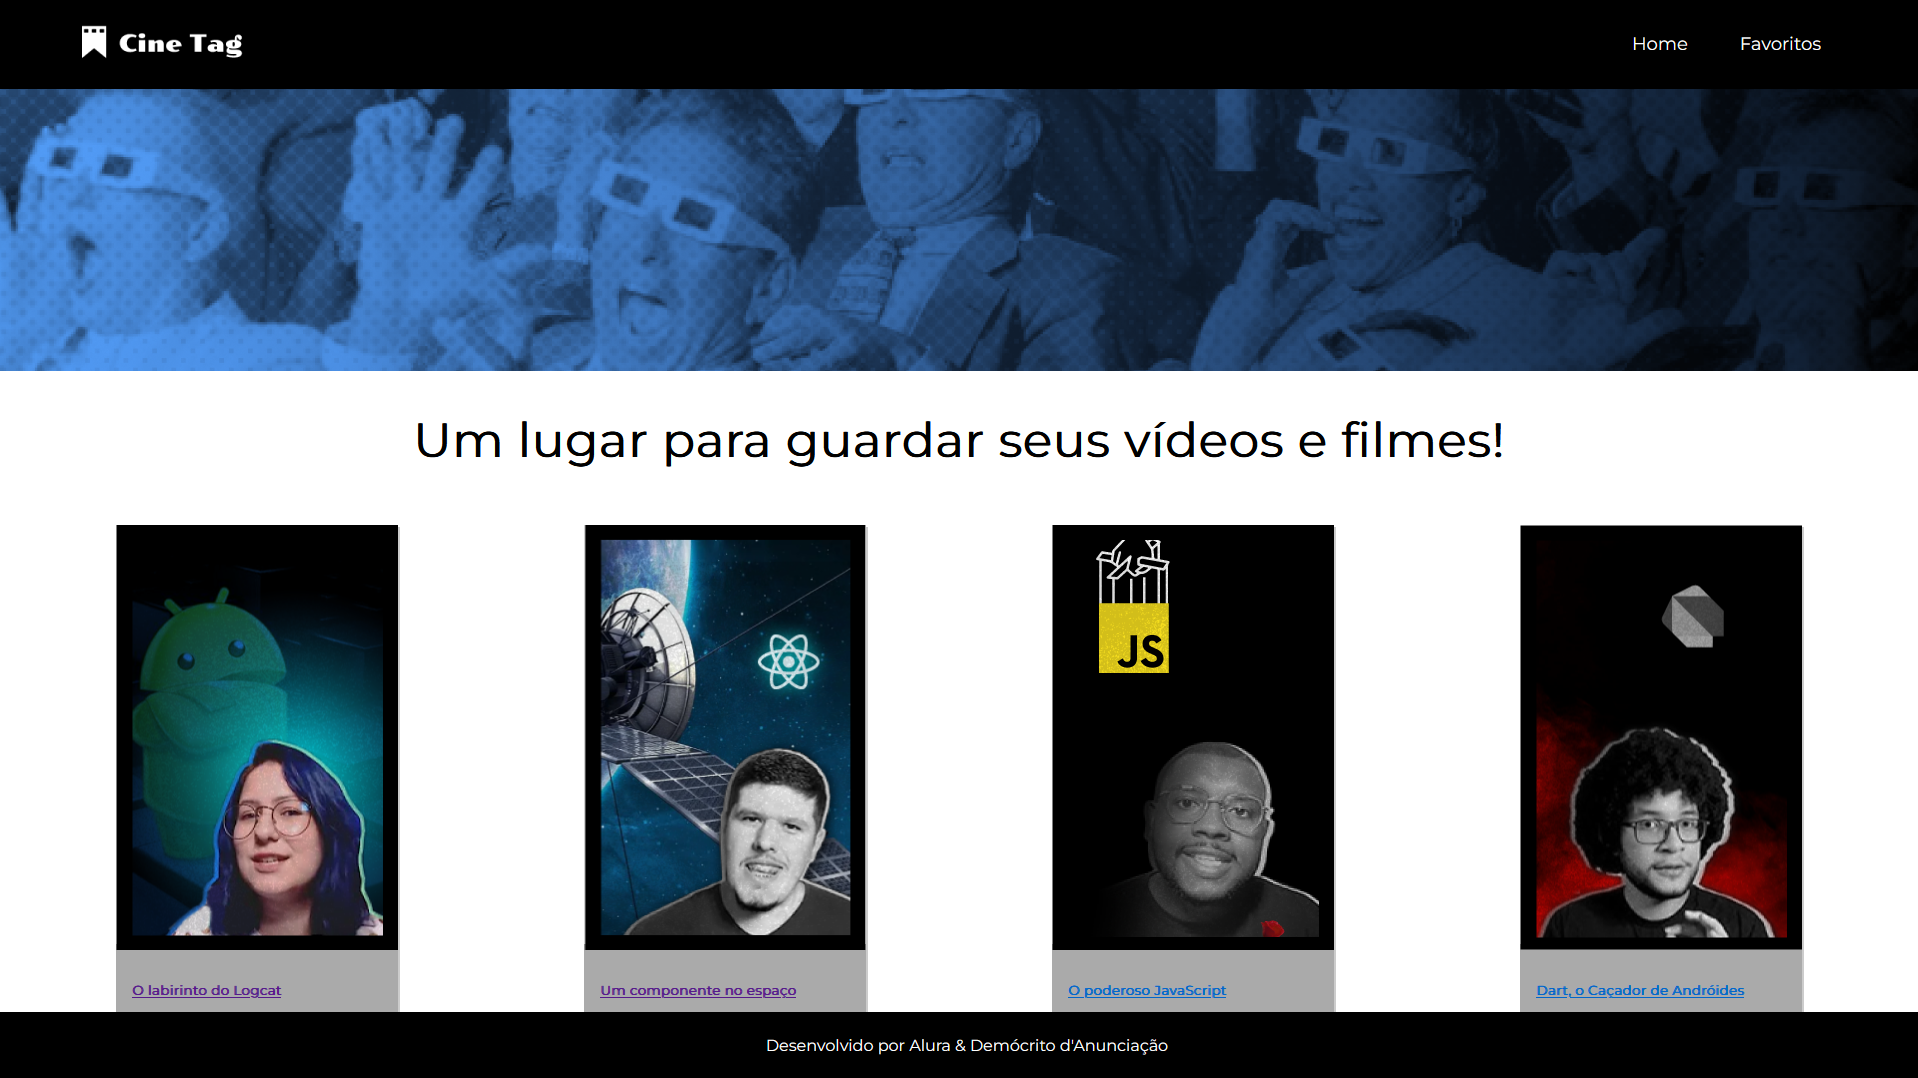 Cine Tag
Home
Favoritos
Um lugar para guardar seus vídeos e filmes!
JS
O labirinto do Logcat
Um componente no espaço
O poderoso JavaScript
Dart, o Caçador de Andróides
Desenvolvido por Alura & Demócrito d'Anunciação